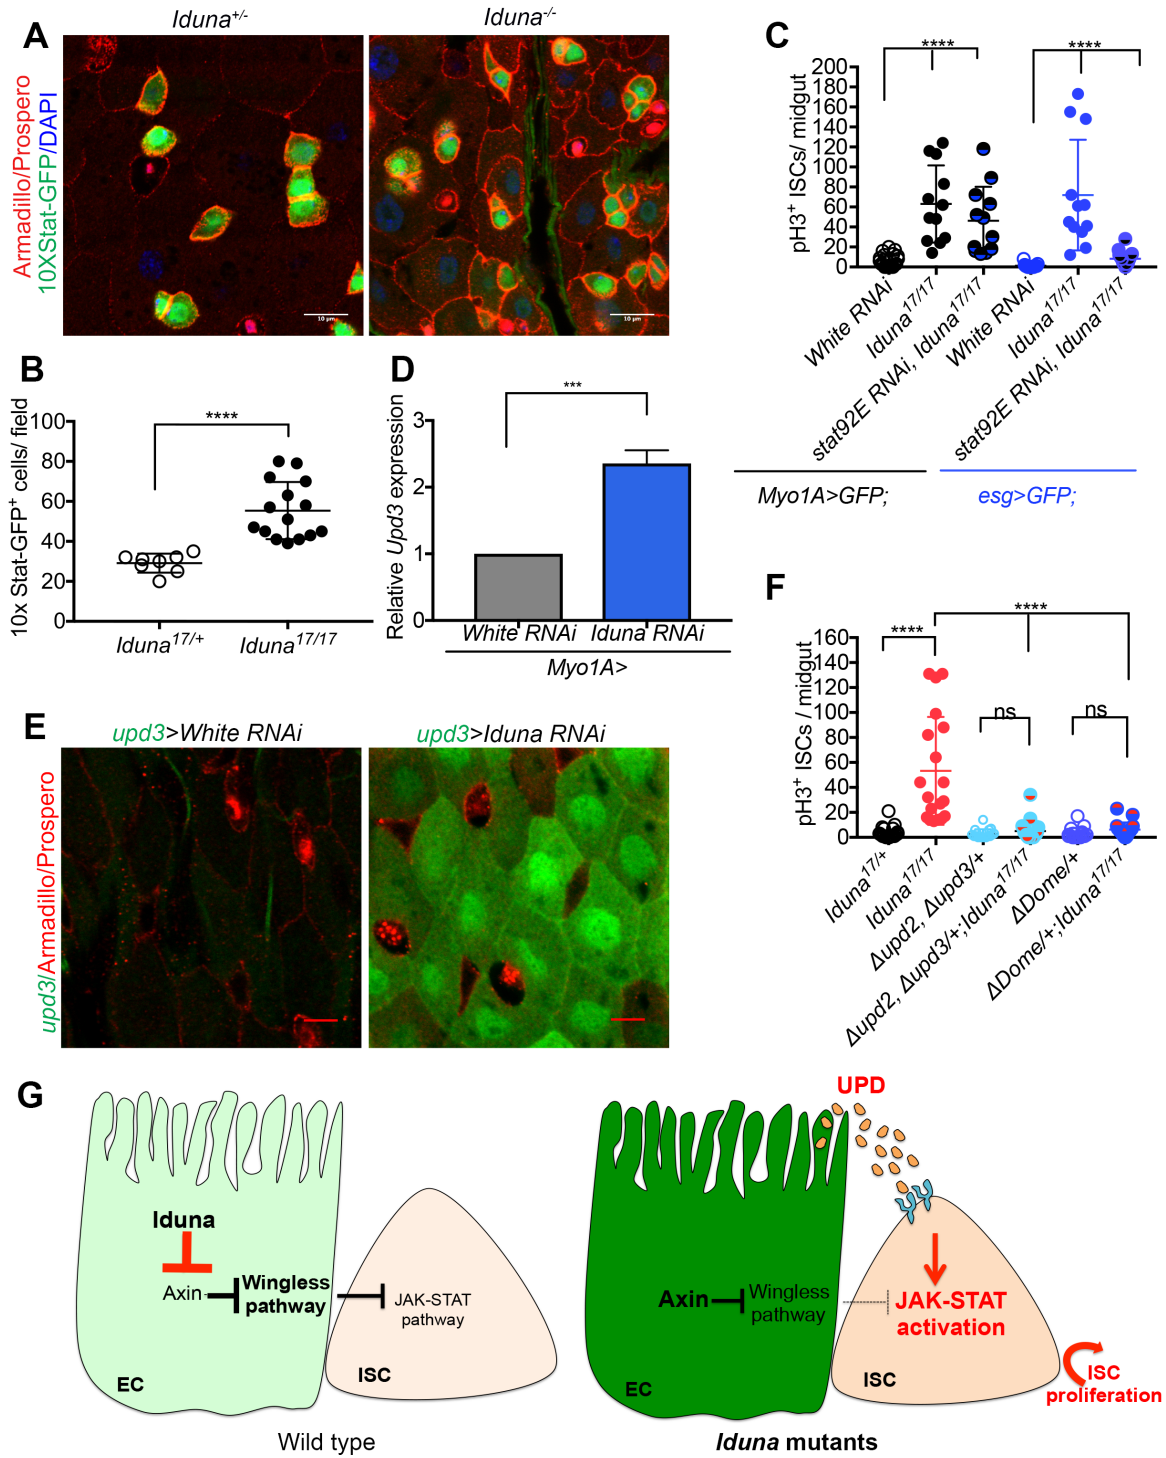 A
Iduna+/-
Iduna-/-
Armadillo/Prospero
10XStat-GFP/DAPI
10 µm
10 µm
B
10x Stat-GFP+ cells/ field
100
80
60
40
20
0
****
Iduna17/+
Iduna17/17
C
pH3+ ISCs/ midgut
200
180
160
140
120
100
80
60
40
20
0
****
****
White RNAi
Iduna17/17
stat92E RNAi, Iduna17/17
White RNAi
Iduna17/17
stat92E RNAi, Iduna17/17
Myo1A>GFP;
esg>GFP;
D
Relative Upd3 expression
3
2
1
0
***
White RNAi
Iduna RNAi
Myo1A>
E
upd3>White RNAi
upd3>Iduna RNAi
upd3/Armadillo/Prospero
F
pH3+ ISCs / midgut
160
140
120
100
80
60
40
20
0
****
****
ns
ns
Iduna17/+
Iduna17/17
Δupd2, Δupd3/+
Δupd2, Δupd3/+;Iduna17/17
ΔDome/+
ΔDome/+;Iduna17/17
G
Iduna
Axin
Wingless
pathway
JAK-STAT
pathway
EC
ISC
Wild type
UPD
Axin
Wingless
pathway
JAK-STAT
activation
EC
ISC
ISC
proliferation
Iduna mutants